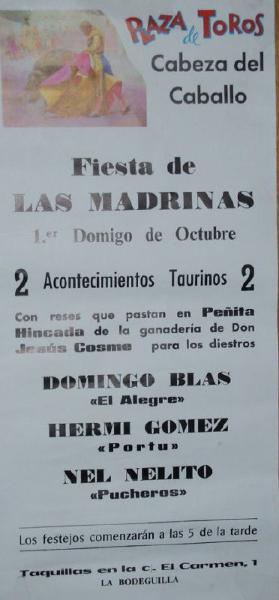 PLAZA de TOROS
Cabeza del
Caballo
Fiesta de
LAS MADRINAS
1.er Domigo de Octubre
2 Acontecimientos Taurinos 2
Con reses que pastan en Peñita
Hincada de la ganadería de Don
Jesús Cosme para los diestros
DOMINGO BLAS
«El Alegre»
HERMI GOMEZ
«Portu»
NEL NELITO
«Pucheros»
Los festejos comenzarán a las 5 de la tarde
Taquillas en la c. El Carmen, 1
LA BODEGUILLA